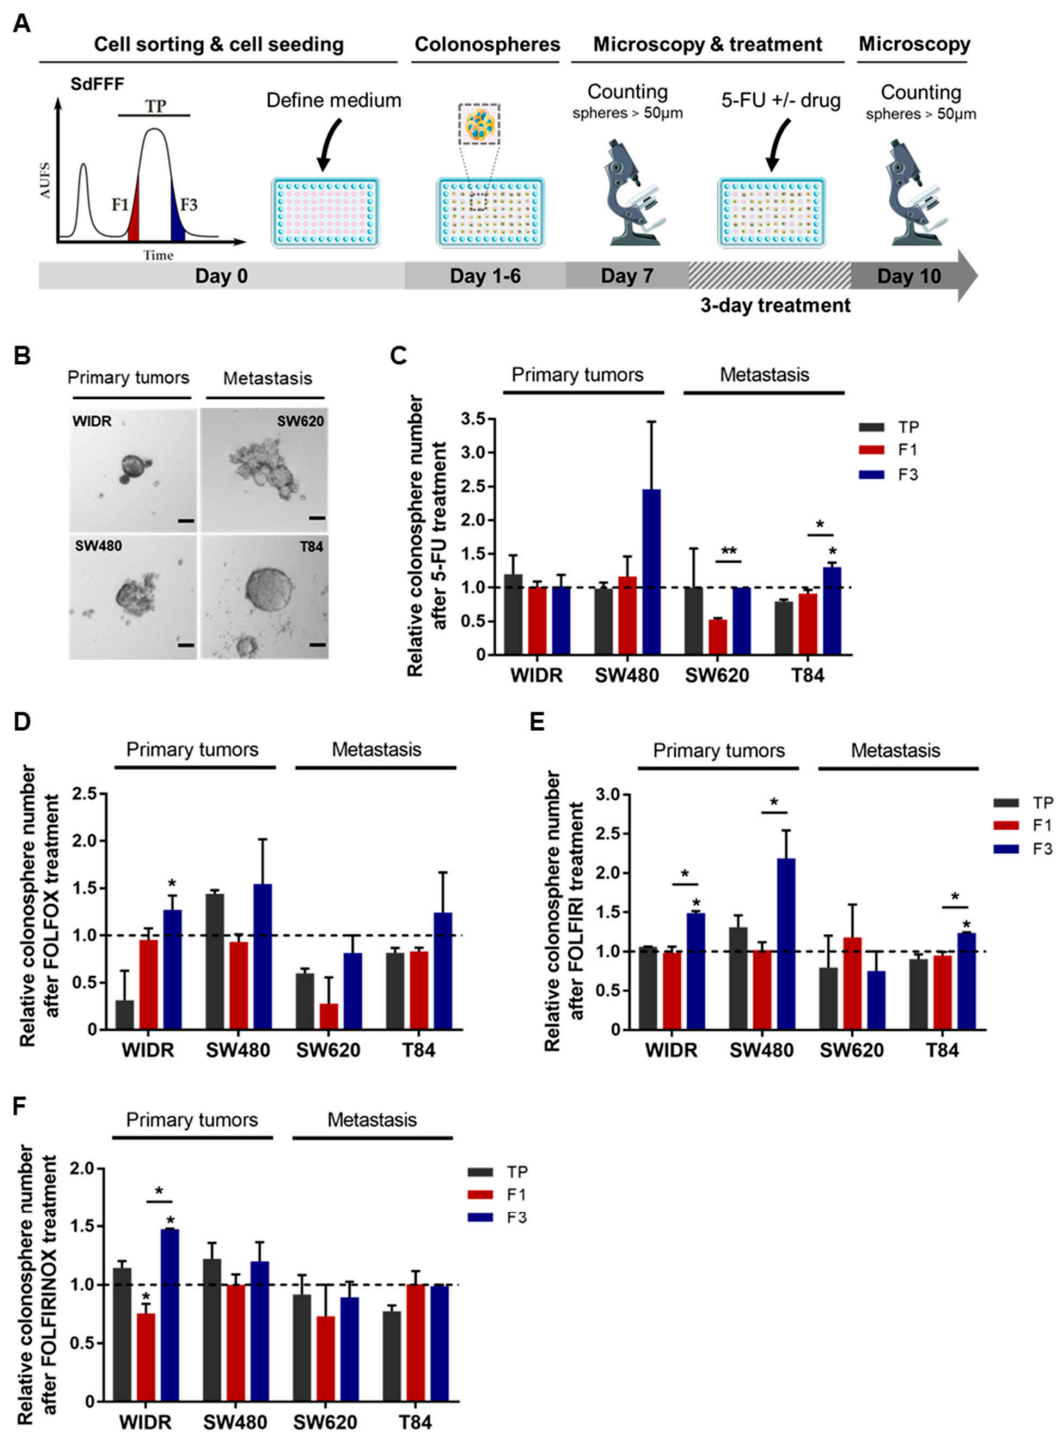 A
Cell sorting & cell seeding
Colonospheres
Microscopy & treatment
Microscopy
SdFFF
TP
AUFS
F1
F3
Time
Define medium
Counting
spheres > 50µm
5-FU +/- drug
Counting
spheres > 50µm
Day 0
Day 1-6
Day 7
Day 10
3-day treatment
B
Primary tumors
Metastasis
WIDR
SW620
SW480
T84
C
Primary tumors
Metastasis
Relative colonosphere number
after 5-FU treatment
3.5
3.0
2.5
2.0
1.5
1.0
0.5
0
**
*
*
WIDR
SW480
SW620
T84
TP
F1
F3
D
Primary tumors
Metastasis
Relative colonosphere number
after FOLFOX treatment
2.5
2.0
1.5
1.0
0.5
0
*
WIDR
SW480
SW620
T84
E
Primary tumors
Metastasis
Relative colonosphere number
after FOLFIRI treatment
3.0
2.5
2.0
1.5
1.0
0.5
0
*
*
*
*
*
WIDR
SW480
SW620
T84
TP
F1
F3
F
Primary tumors
Metastasis
Relative colonosphere number
after FOLFIRINOX treatment
2.0
1.5
1.0
0.5
0
*
*
*
WIDR
SW480
SW620
T84
TP
F1
F3